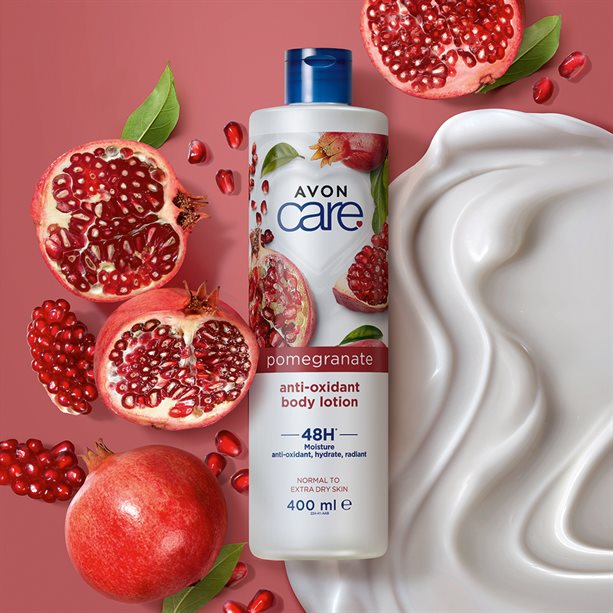 AVON
care
pomegranate
anti-oxidant
body lotion
48H*
Moisture
anti-oxidant, hydrate, radiant
NORMAL TO
EXTRA DRY SKIN
400 ml ℮